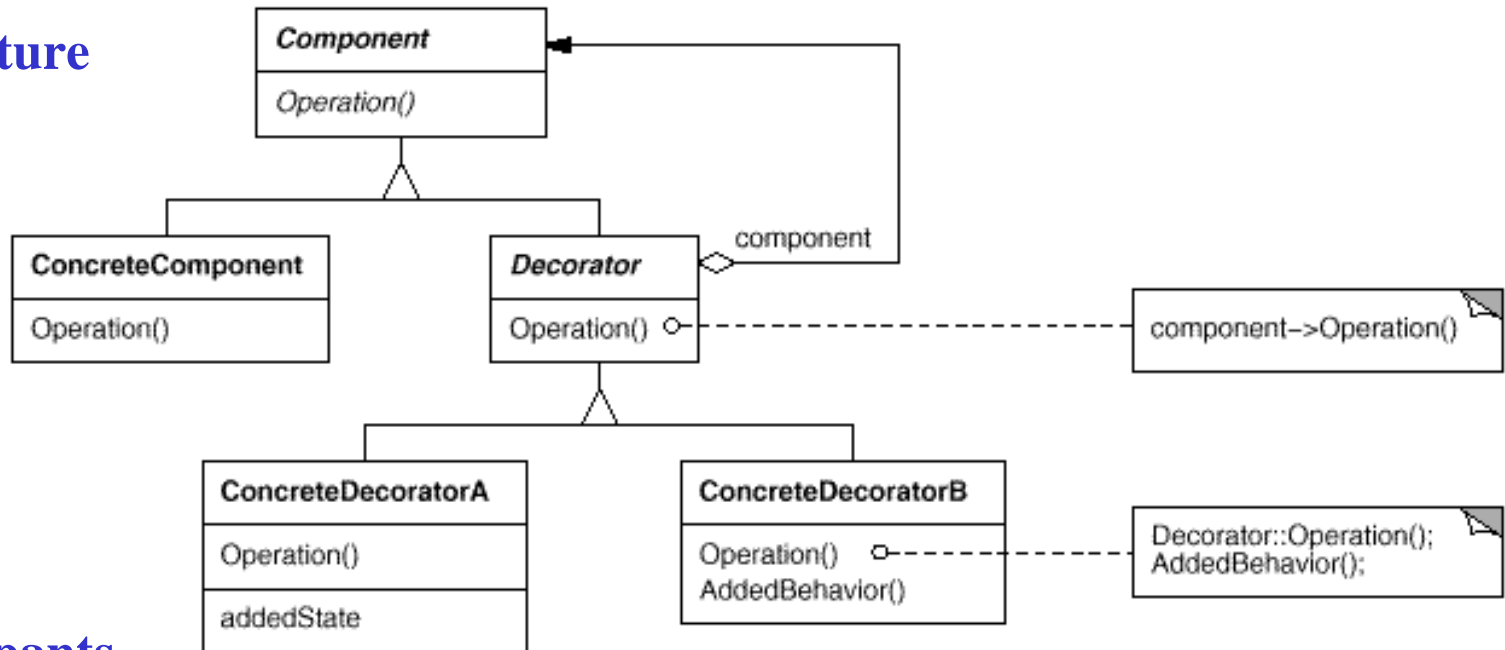 ture
Component
Operation()
component
ConcreteComponent
Operation()
Decorator
Operation()
component–>Operation()
ConcreteDecoratorA
Operation()
addedState
ConcreteDecoratorB
Operation()
AddedBehavior()
Decorator::Operation();
AddedBehavior();